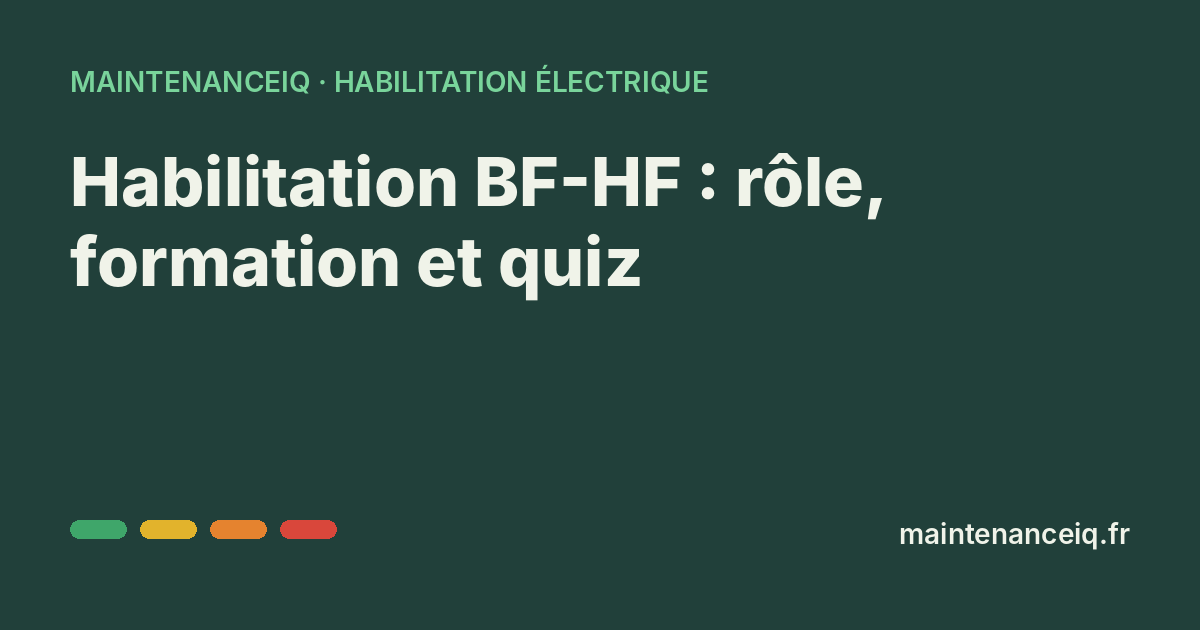 MAINTENANCEIQ · HABILITATION ÉLECTRIQUE
Habilitation BF-HF : rôle,
formation et quiz
maintenanceiq.fr